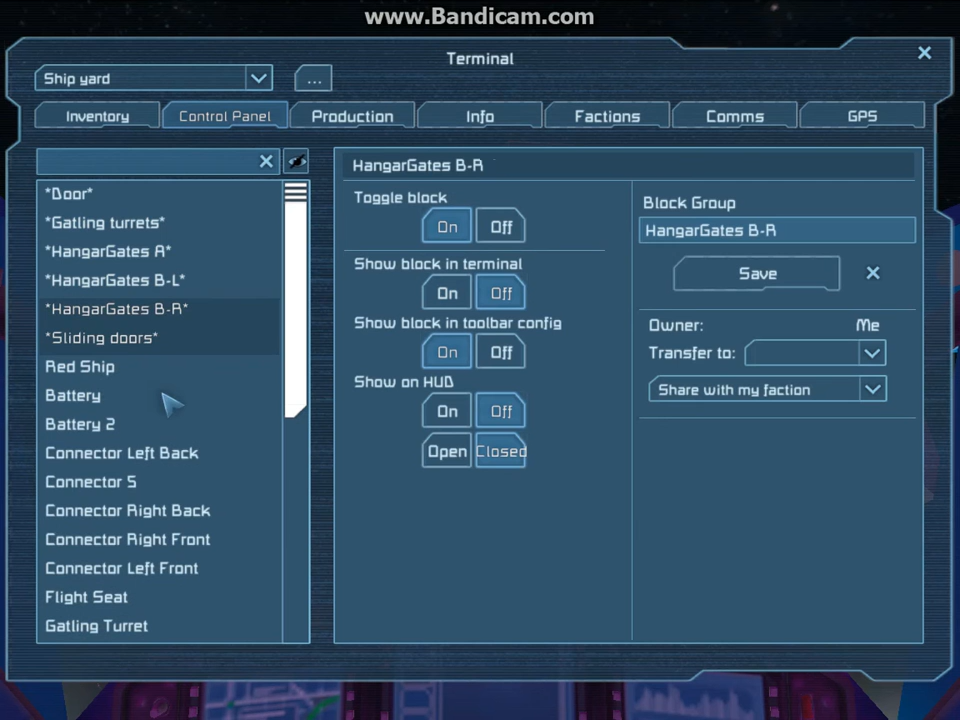 www.Bandicam.com
Terminal
Ship yard
...
Inventory
Control Panel
Production
Info
Factions
Comms
GPS
*Door*
*Gatling turrets*
*HangarGates A*
*HangarGates B-L*
*HangarGates B-R*
*Sliding doors*
Red Ship
Battery
Battery 2
Connector Left Back
Connector S
Connector Right Back
Connector Right Front
Connector Left Front
Flight Seat
Gatling Turret
HangarGates B-R
Toggle block
On Off
Show block in terminal
On Off
Show block in toolbar config
On Off
Show on HUD
On Off
Open Closed
Block Group
HangarGates B-R
Save
Owner: Me
Transfer to:
Share with my faction